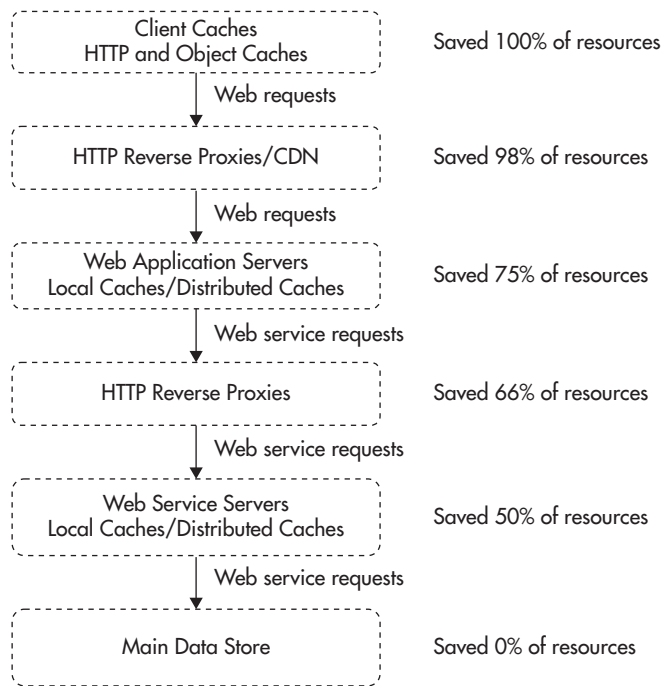 Client Caches
HTTP and Object Caches
Saved 100% of resources
Web requests
HTTP Reverse Proxies/CDN
Saved 98% of resources
Web requests
Web Application Servers
Local Caches/Distributed Caches
Saved 75% of resources
Web service requests
HTTP Reverse Proxies
Saved 66% of resources
Web service requests
Web Service Servers
Local Caches/Distributed Caches
Saved 50% of resources
Web service requests
Main Data Store
Saved 0% of resources